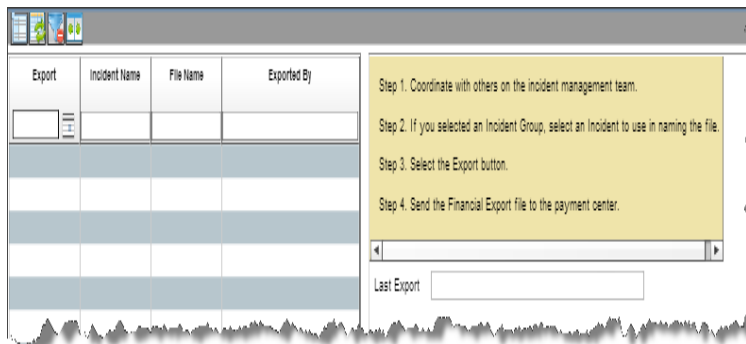 Export Incident Name File Name Exported By
Step 1. Coordinate with others on the incident management team.
Step 2. If you selected an Incident Group, select an Incident to use in naming the file.
Step 3. Select the Export button.
Step 4. Send the Financial Export file to the payment center.
Last Export